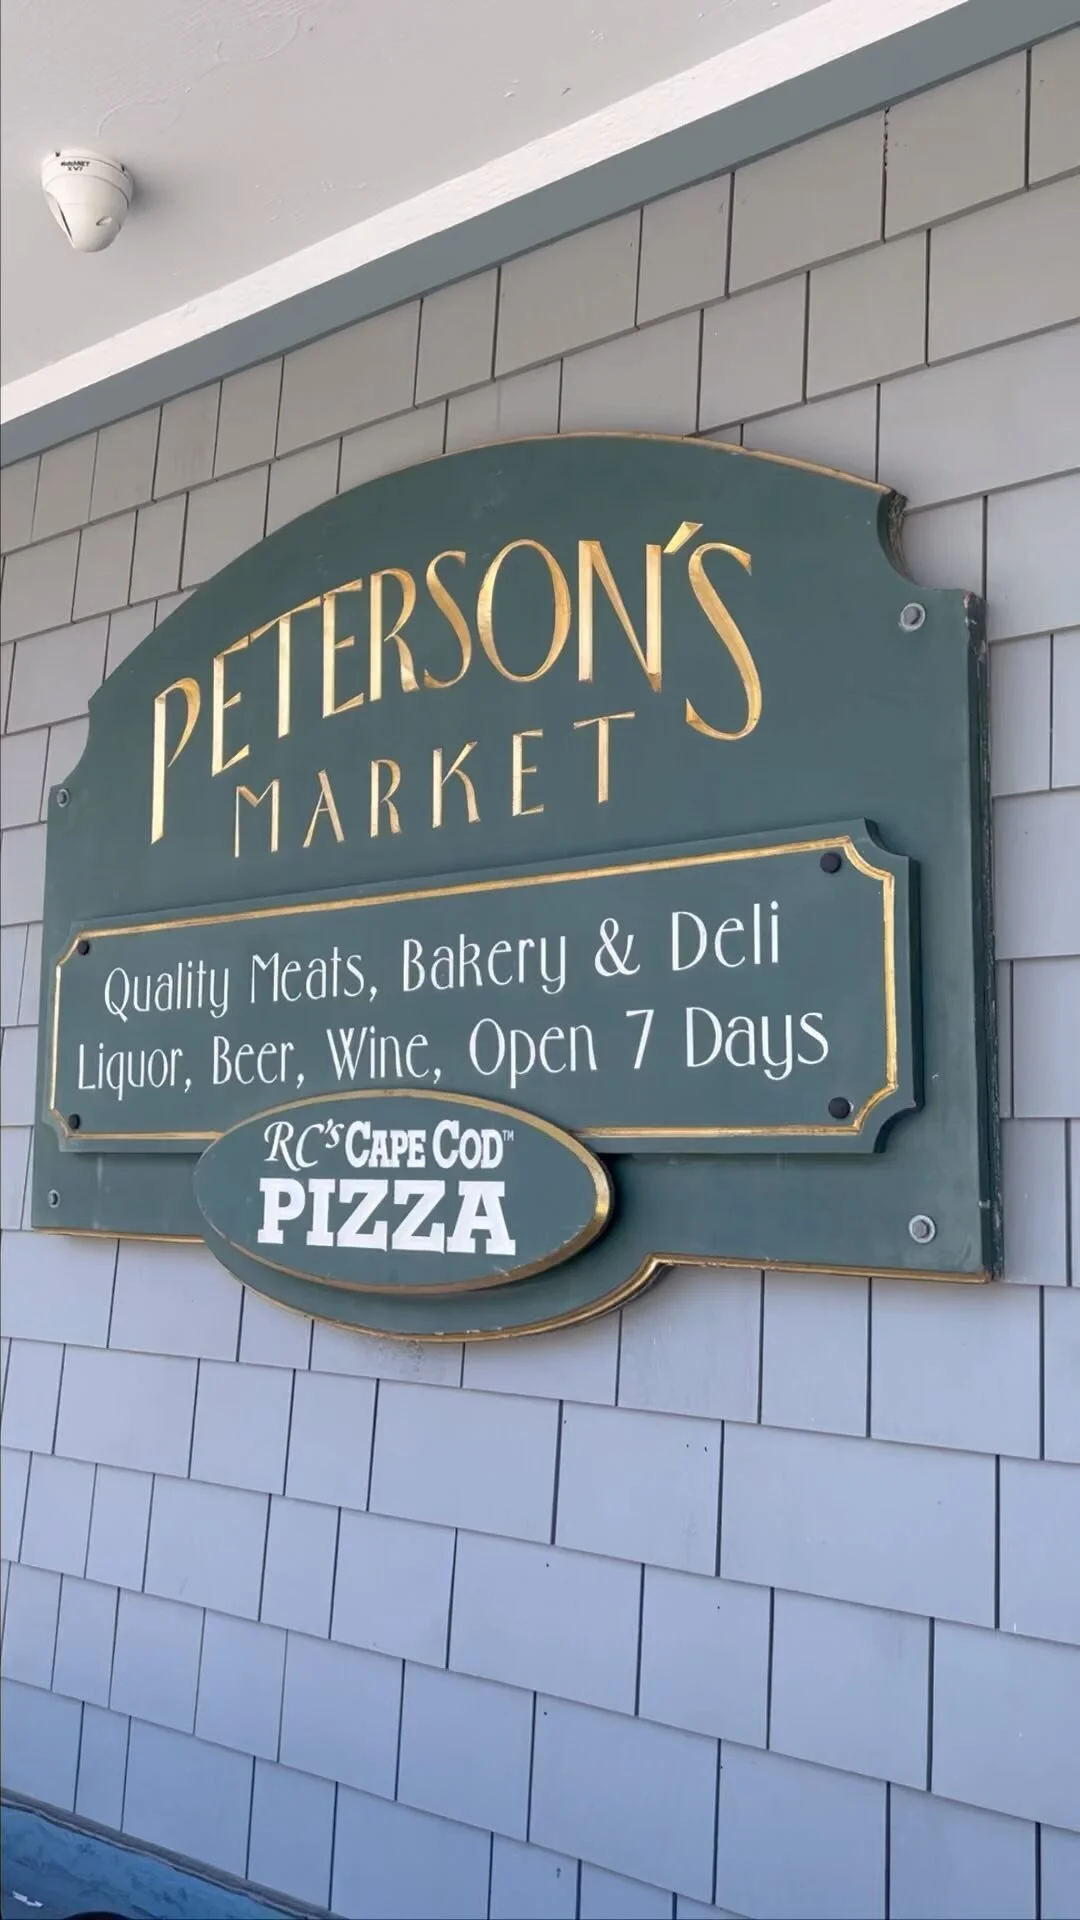 PETERSON'S
MARKET
Quality Meats, Bakery & Deli
Liquor, Beer, Wine, Open 7 Days
RC's CAPE COD™
PIZZA